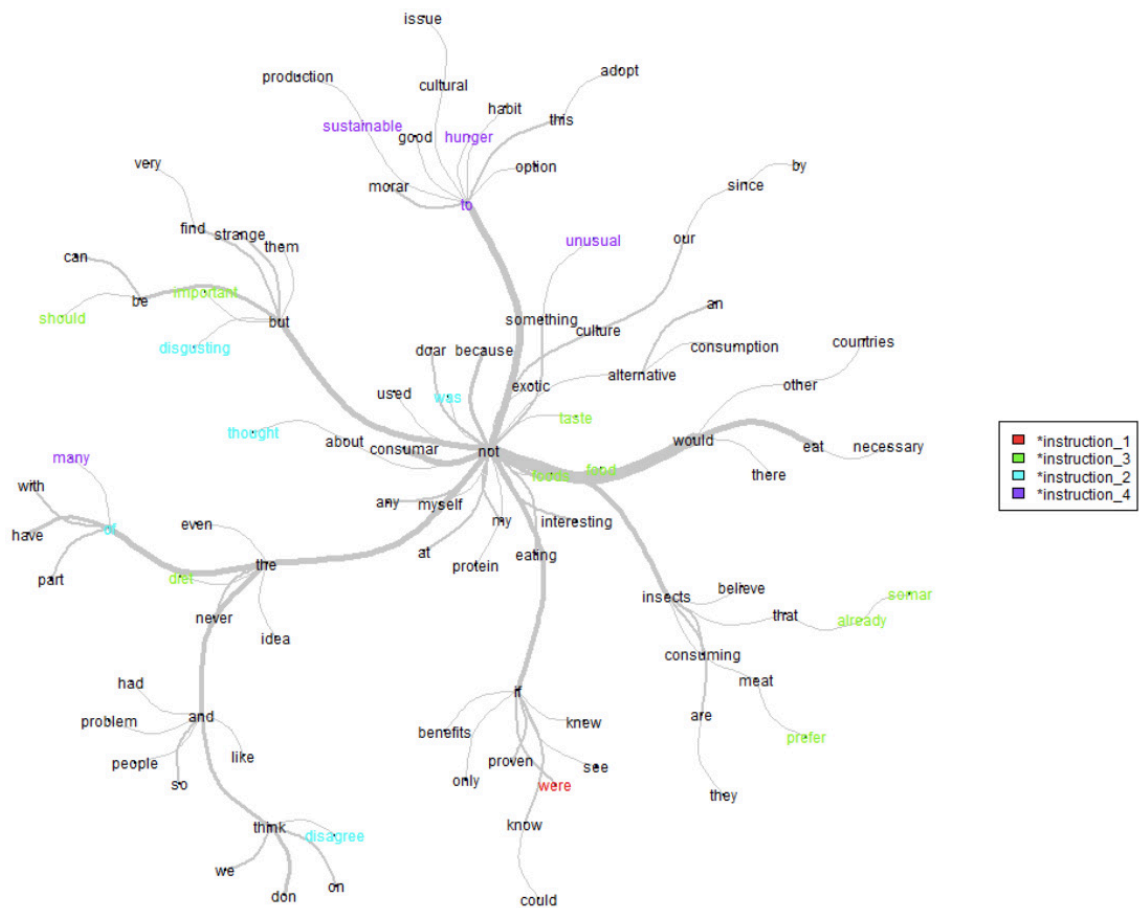 issue
production
cultural
adopt
sustainable
good
hunger
habit
this
very
morar
option
by
to
since
find
strange
them
unusual
our
can
be
important
should
but
something
culture
an
disgusting
doar
because
consumption
countries
exotic
alternative
other
used
was
taste
thought
about
consumar
not
would
eat
necessary
many
foods
food
there
with
any
myself
my
interesting
have
of
even
at
protein
eating
part
diet
the
never
idea
insects
believe
that
already
somar
consuming
meat
had
and
if
are
prefer
problem
like
benefits
knew
people
so
only
proven
see
were
they
think
disagree
know
we
don
on
could
*instruction_1
*instruction_3
*instruction_2
*instruction_4